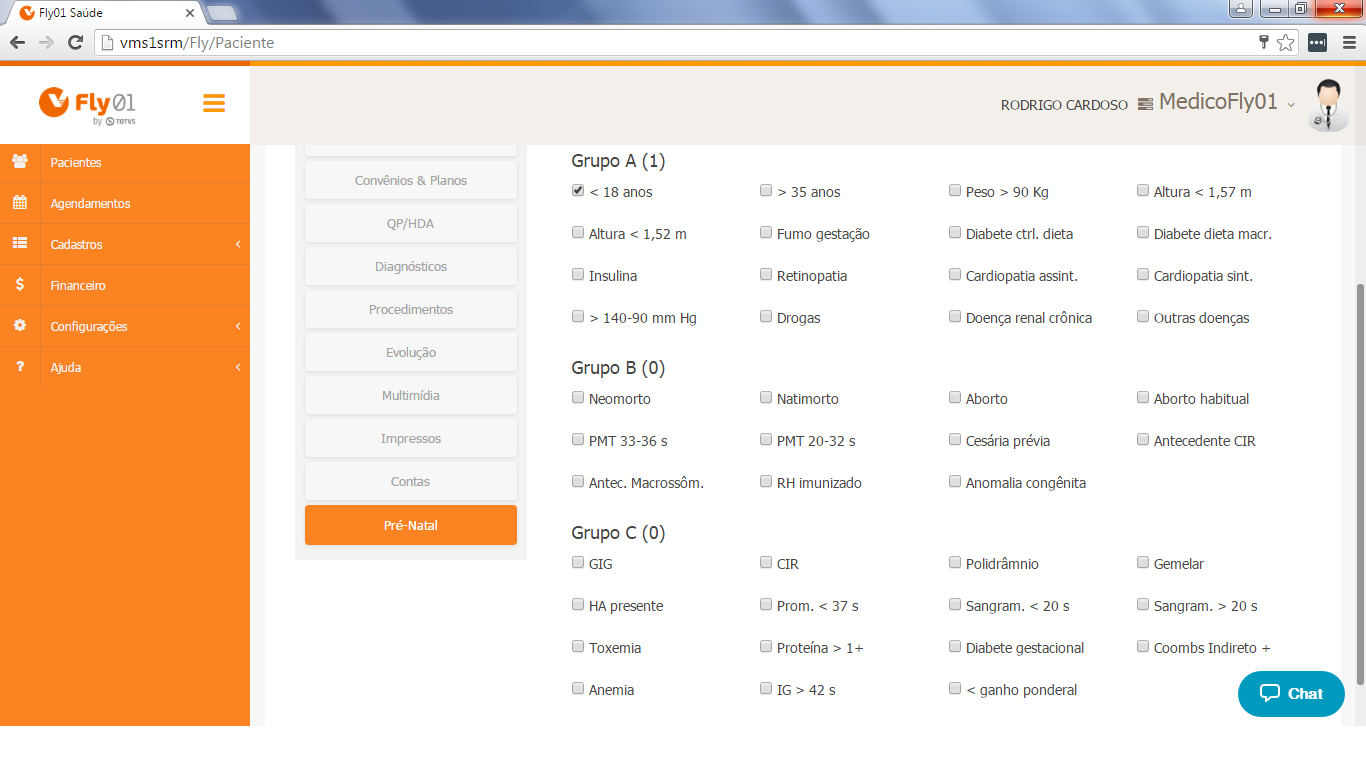 Fly01 Saúde
vms1srm/Fly/Paciente
Fly01
by TOTVS
RODRIGO CARDOSO MedicoFly01
Pacientes
Agendamentos
Cadastros
Financeiro
Configurações
Ajuda
Convênios & Planos
QP/HDA
Diagnósticos
Procedimentos
Evolução
Multimídia
Impressos
Contas
Pré-Natal
Grupo A (1)
< 18 anos > 35 anos Peso > 90 Kg Altura < 1,57 m
Altura < 1,52 m Fumo gestação Diabete ctrl. dieta Diabete dieta macr.
Insulina Retinopatia Cardiopatia assint. Cardiopatia sint.
> 140-90 mm Hg Drogas Doença renal crônica Outras doenças
Grupo B (0)
Neomorto Natimorto Aborto Aborto habitual
PMT 33-36 s PMT 20-32 s Cesária prévia Antecedente CIR
Antec. Macrossôm. RH imunizado Anomalia congênita
Grupo C (0)
GIG CIR Polidrâmnio Gemelar
HA presente Prom. < 37 s Sangram. < 20 s Sangram. > 20 s
Toxemia Proteína > 1+ Diabete gestacional Coombs Indireto +
Anemia IG > 42 s < ganho ponderal
Chat